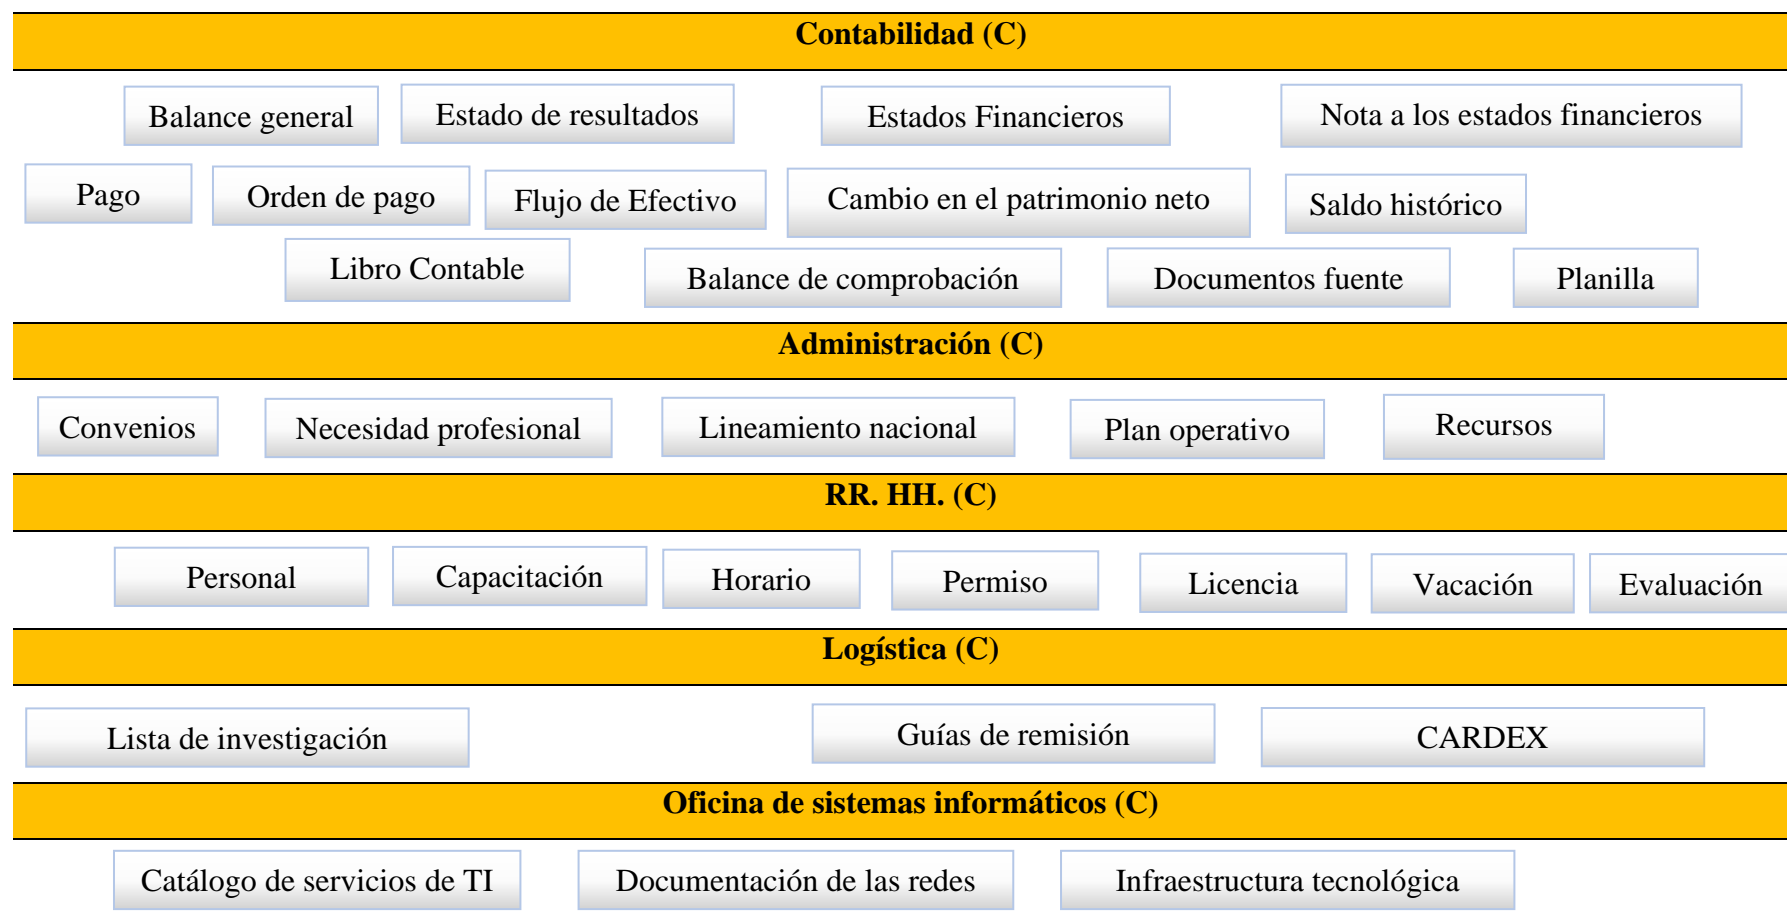 Contabilidad (C)
Balance general
Estado de resultados
Estados Financieros
Nota a los estados financieros
Pago
Orden de pago
Flujo de Efectivo
Cambio en el patrimonio neto
Saldo histórico
Libro Contable
Balance de comprobación
Documentos fuente
Planilla
Administración (C)
Convenios
Necesidad profesional
Lineamiento nacional
Plan operativo
Recursos
RR. HH. (C)
Personal
Capacitación
Horario
Permiso
Licencia
Vacación
Evaluación
Logística (C)
Lista de investigación
Guías de remisión
CARDEX
Oficina de sistemas informáticos (C)
Catálogo de servicios de TI
Documentación de las redes
Infraestructura tecnológica